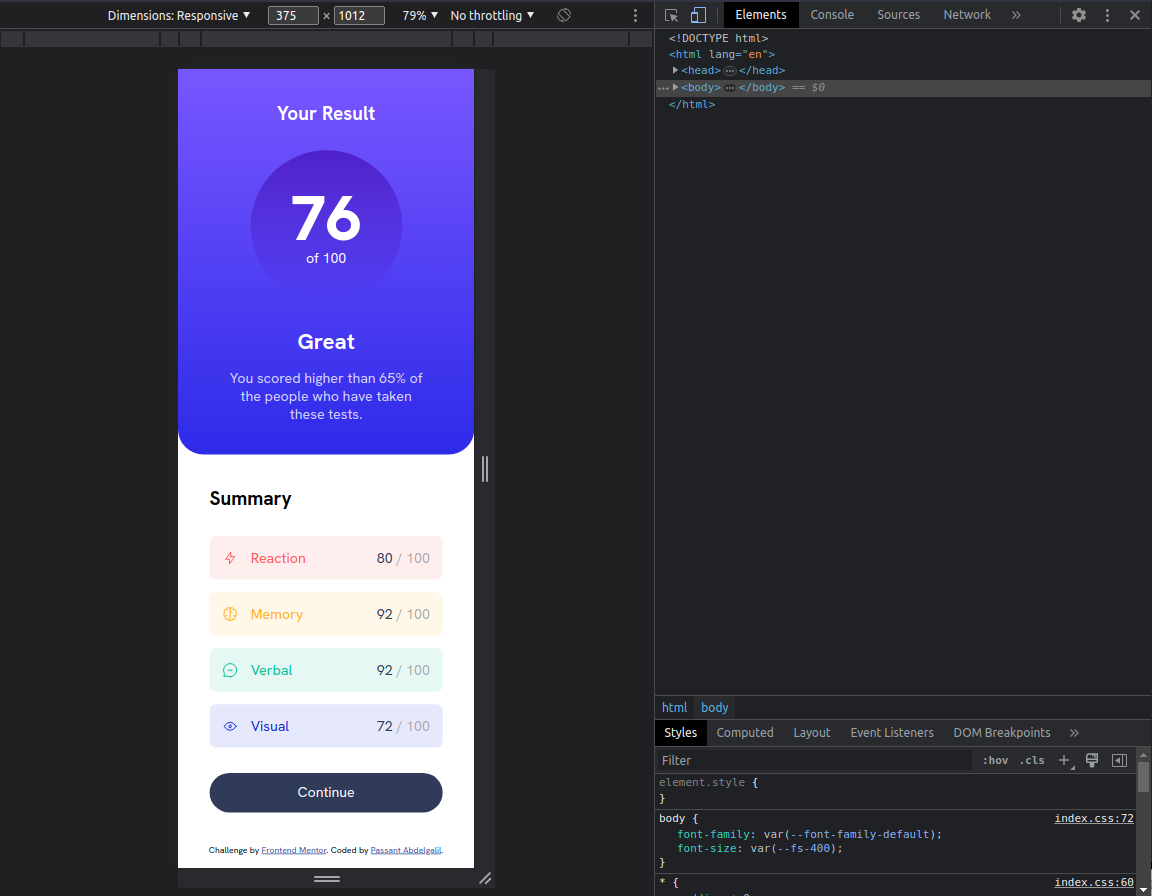 Dimensions: Responsive ▼ 375 × 1012 79% ▼ No throttling ▼
Elements Console Sources Network »
<!DOCTYPE html>
<html lang="en">
▶<head>…</head>
…▶<body>…</body> == $0
</html>
Your Result
76
of 100
Great
You scored higher than 65% of
the people who have taken
these tests.
Summary
Reaction 80 / 100
Memory 92 / 100
Verbal 92 / 100
Visual 72 / 100
Continue
Challenge by Frontend Mentor. Coded by Passant Abdelgalil.
html body
Styles Computed Layout Event Listeners DOM Breakpoints »
Filter :hov .cls +
element.style {
}
body { index.css:72
font-family: var(--font-family-default);
font-size: var(--fs-400);
}
* { index.css:60